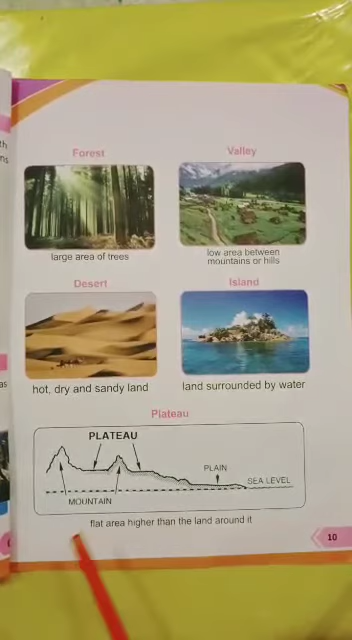 Forest
Valley
large area of trees
low area between
mountains or hills
Desert
Island
hot, dry and sandy land
land surrounded by water
Plateau
PLATEAU
PLAIN
SEA LEVEL
MOUNTAIN
flat area higher than the land around it
10